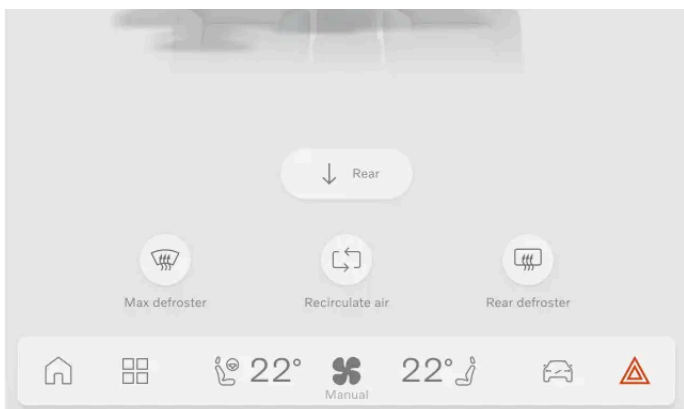 Rear
Max defroster
Recirculate air
Rear defroster
22°
22°
Manual